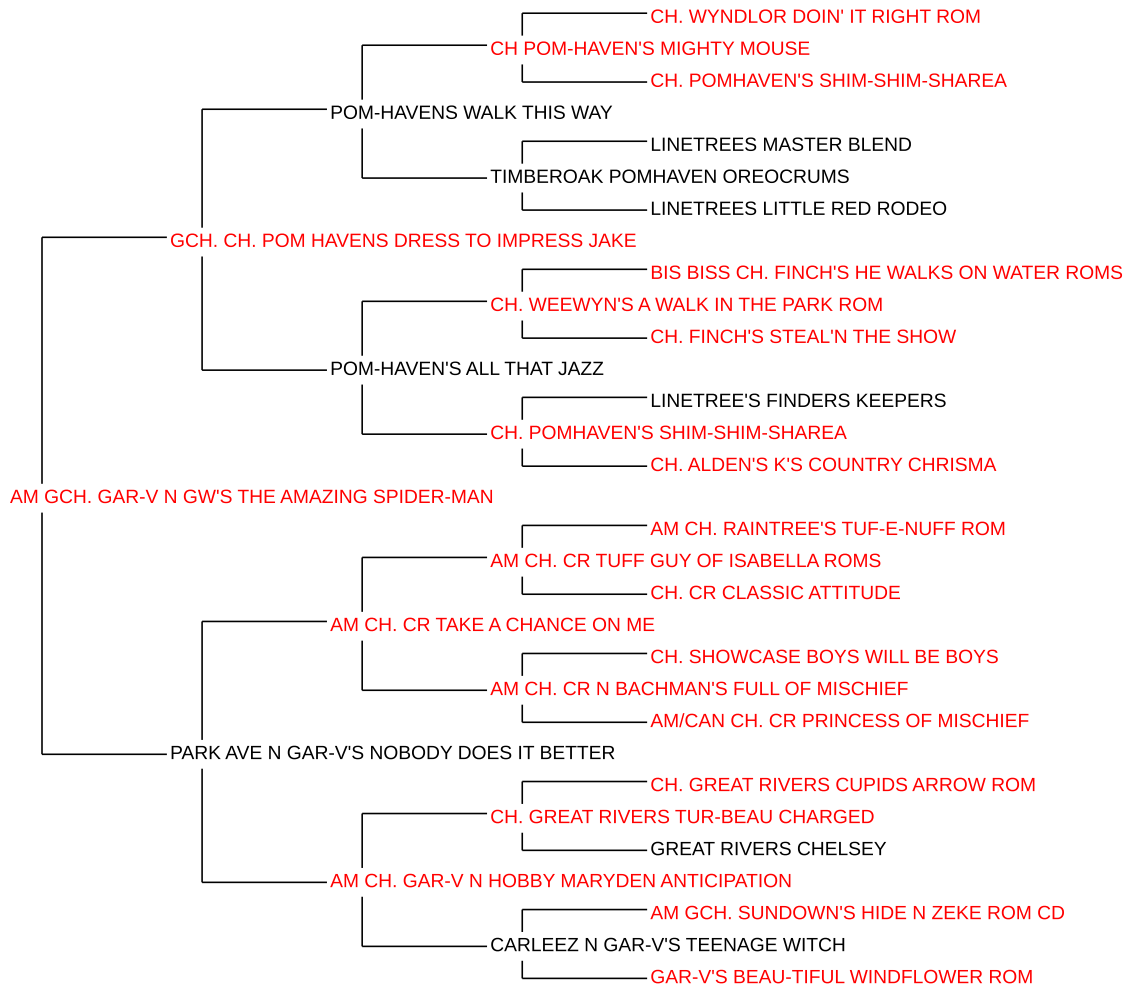 CH. WYNDLOR DOIN' IT RIGHT ROM
CH POM-HAVEN'S MIGHTY MOUSE
CH. POMHAVEN'S SHIM-SHIM-SHAREA
POM-HAVENS WALK THIS WAY
LINETREES MASTER BLEND
TIMBEROAK POMHAVEN OREOCRUMS
LINETREES LITTLE RED RODEO
GCH. CH. POM HAVENS DRESS TO IMPRESS JAKE
BIS BISS CH. FINCH'S HE WALKS ON WATER ROMS
CH. WEEWYN'S A WALK IN THE PARK ROM
CH. FINCH'S STEAL'N THE SHOW
POM-HAVEN'S ALL THAT JAZZ
LINETREE'S FINDERS KEEPERS
CH. POMHAVEN'S SHIM-SHIM-SHAREA
CH. ALDEN'S K'S COUNTRY CHRISMA
AM GCH. GAR-V N GW'S THE AMAZING SPIDER-MAN
AM CH. RAINTREE'S TUF-E-NUFF ROM
AM CH. CR TUFF GUY OF ISABELLA ROMS
CH. CR CLASSIC ATTITUDE
AM CH. CR TAKE A CHANCE ON ME
CH. SHOWCASE BOYS WILL BE BOYS
AM CH. CR N BACHMAN'S FULL OF MISCHIEF
AM/CAN CH. CR PRINCESS OF MISCHIEF
PARK AVE N GAR-V'S NOBODY DOES IT BETTER
CH. GREAT RIVERS CUPIDS ARROW ROM
CH. GREAT RIVERS TUR-BEAU CHARGED
GREAT RIVERS CHELSEY
AM CH. GAR-V N HOBBY MARYDEN ANTICIPATION
AM GCH. SUNDOWN'S HIDE N ZEKE ROM CD
CARLEEZ N GAR-V'S TEENAGE WITCH
GAR-V'S BEAU-TIFUL WINDFLOWER ROM